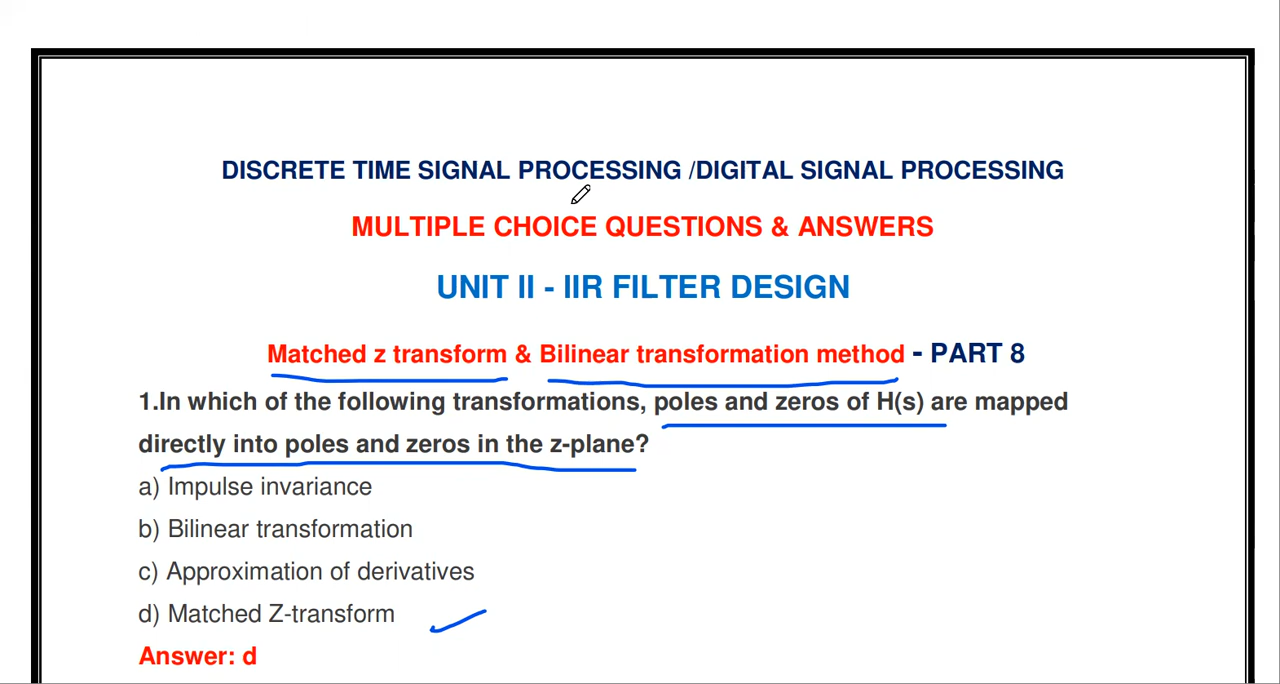 DISCRETE TIME SIGNAL PROCESSING /DIGITAL SIGNAL PROCESSING
MULTIPLE CHOICE QUESTIONS & ANSWERS
UNIT II - IIR FILTER DESIGN
Matched z transform & Bilinear transformation method - PART 8
1.In which of the following transformations, poles and zeros of H(s) are mapped
directly into poles and zeros in the z-plane?
a) Impulse invariance
b) Bilinear transformation
c) Approximation of derivatives
d) Matched Z-transform
Answer: d